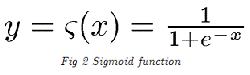 y = ς(x) = 1 / 1+e^{-x}
Fig 2 Sigmoid function